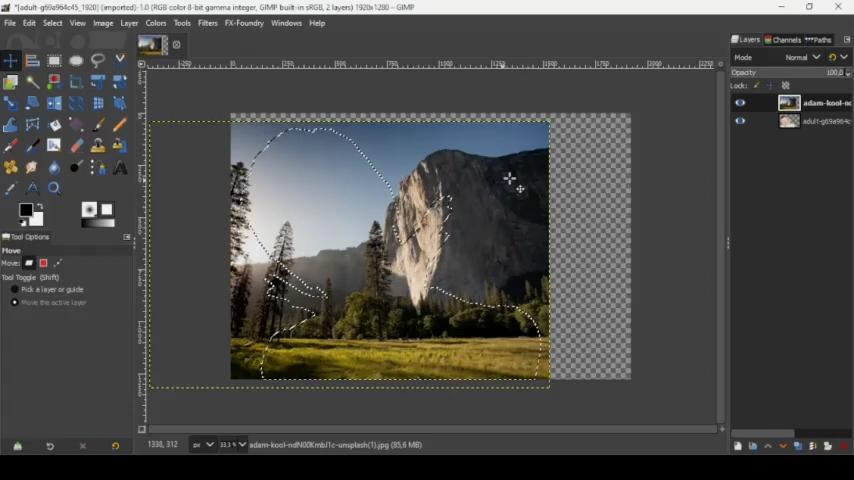 *[adult-g69a964c45_1920] (imported)-1.0 (RGB color 8-bit gamma integer, GIMP built-in sRGB, 2 layers) 1920x1280 – GIMP
File Edit Select View Image Layer Colors Tools Filters FX-Foundry Windows Help
Layers Channels Paths
Mode Normal
Opacity 100,0
Lock:
adam-kool-nd
adult-g69a964c
Tool Options
Move
Move:
Tool Toggle (Shift)
Pick a layer or guide
Move the active layer
1338, 312 px 33.3 % adam-kool-ndN00KmbJ1c-unsplash(1).jpg (85,6 MB)